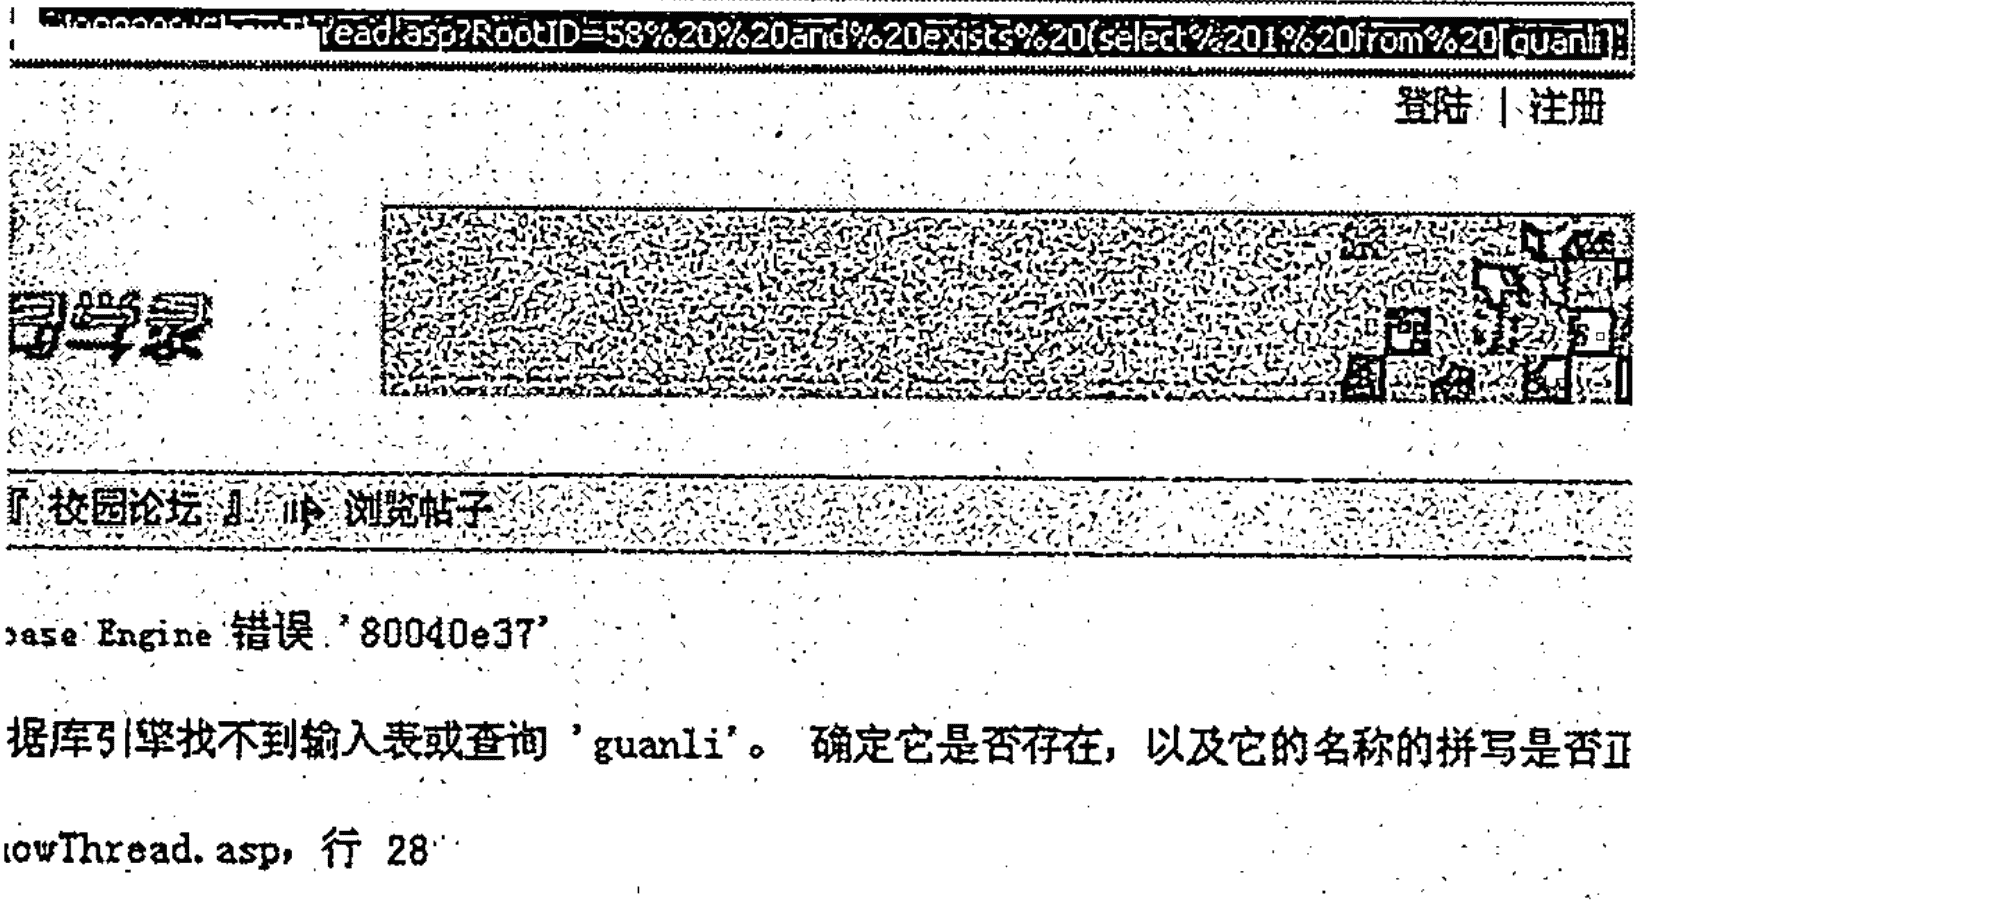 read.asp?RootID=58%20%20and%20exists%20(select%201%20from%20[guanli]
登陆 | 注册
『 校园论坛 』 浏览帖子
base Engine 错误 '80040e37'
据库引擎找不到输入表或查询 'guanli'。 确定它是否存在，以及它的名称的拼写是否正
howThread.asp，行 28